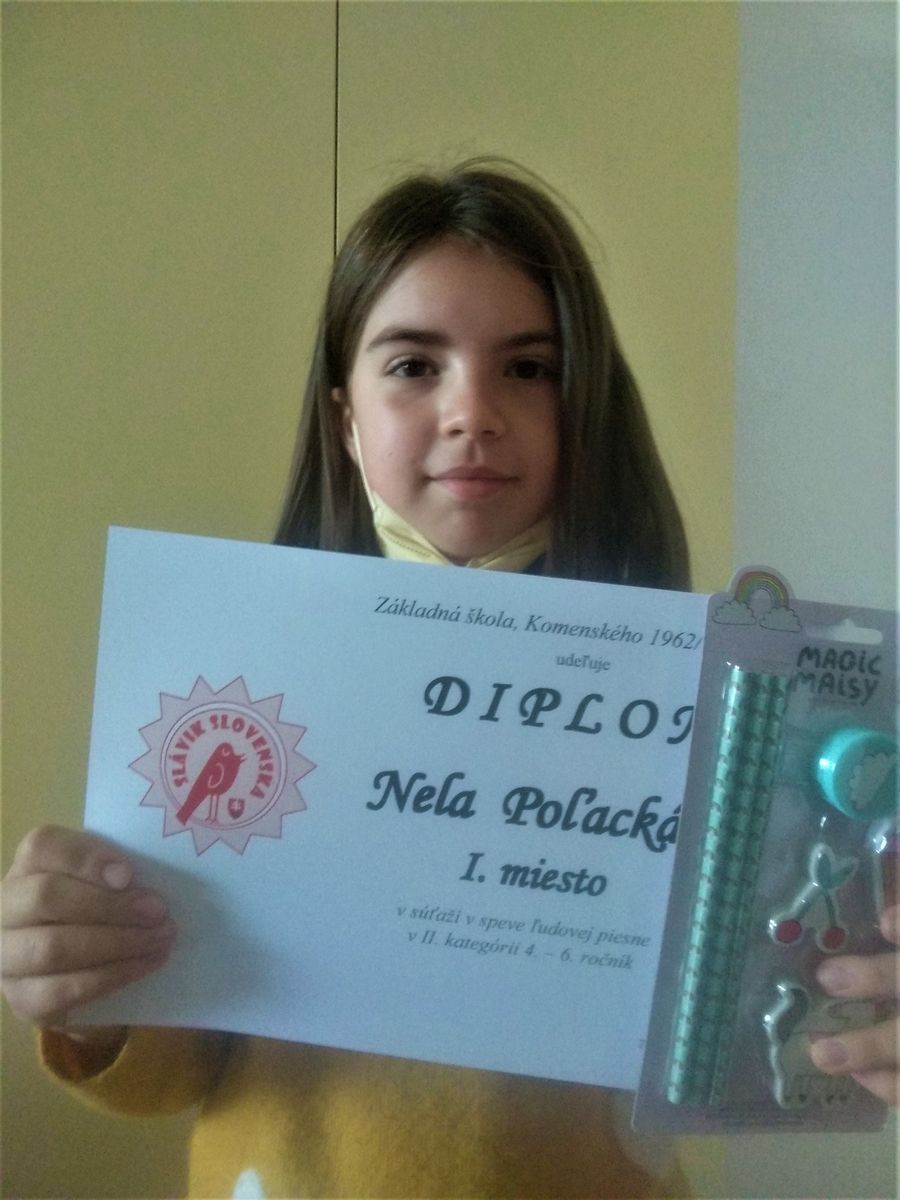 Základná škola, Komenského 1962/
udeľuje
DIPLO
Nela Poľacká
I. miesto
v súťaži v speve ľudovej piesne
v II. kategórii 4. – 6. ročník
SLÁVIK SLOVENSKA
MAGIC
MAISY